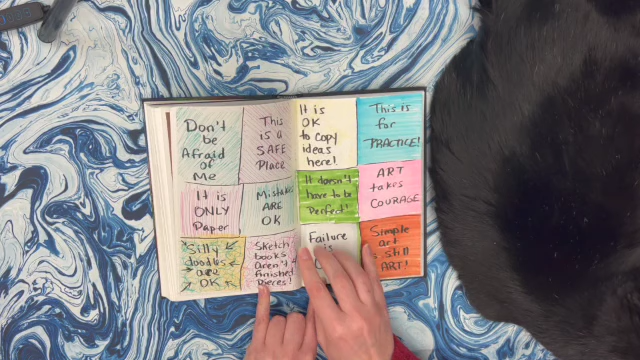 Don't
be
Afraid
of
Me
This
is a
SAFE
Place
It is
OK
to copy
ideas
here!
This is
for
PRACTICE!
It is
ONLY
Paper
Mistakes
ARE
OK
It doesn't
have to be
Perfect!
ART
takes
COURAGE
Silly
doodles
are
OK
Sketch
books
aren't
finished
Pieces!
Failure
is
Simple
art
is still
ART!